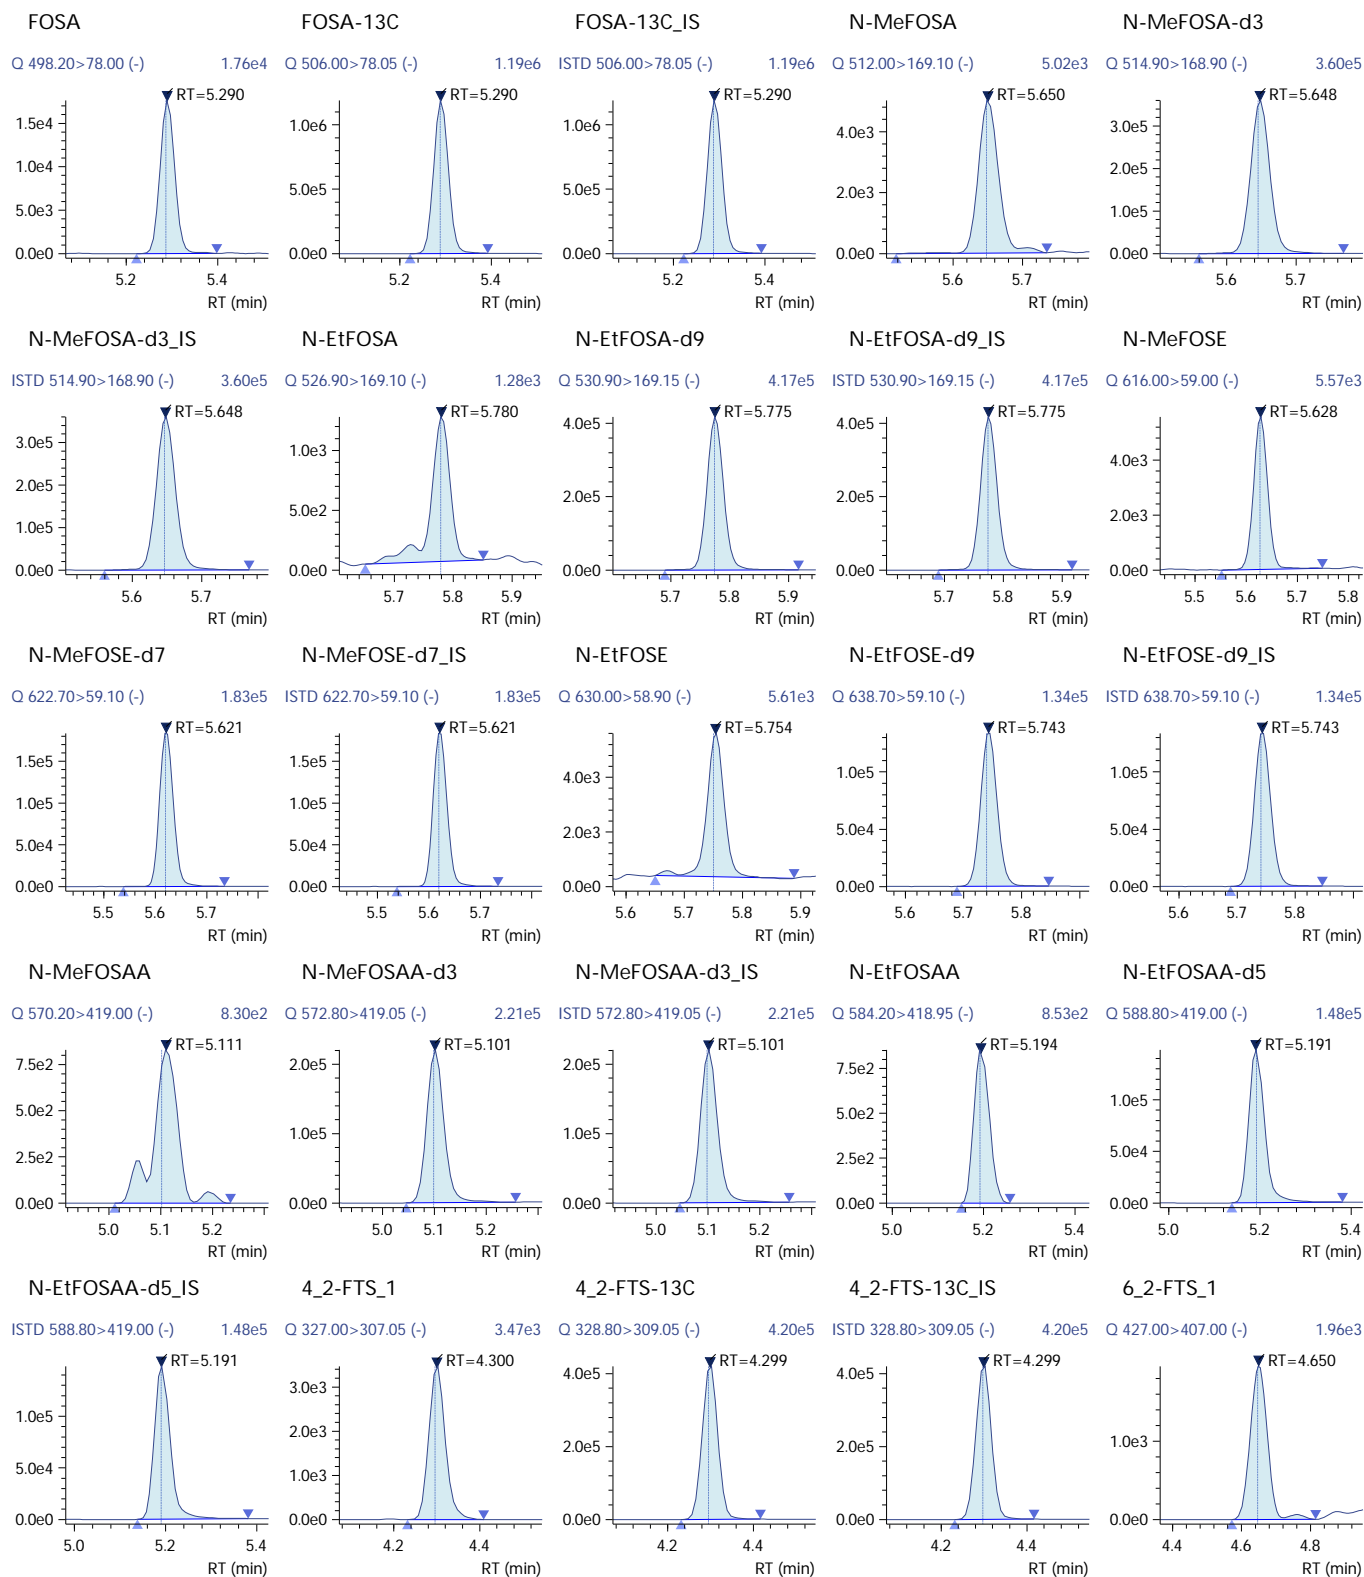 FOSA
Q 498.20>78.00 (-) 1.76e4
RT=5.290
1.5e4
1.0e4
5.0e3
0.0e0
5.2 5.4
RT (min)
FOSA-13C
Q 506.00>78.05 (-) 1.19e6
RT=5.290
1.0e6
5.0e5
0.0e0
5.2 5.4
RT (min)
FOSA-13C_IS
ISTD 506.00>78.05 (-) 1.19e6
RT=5.290
1.0e6
5.0e5
0.0e0
5.2 5.4
RT (min)
N-MeFOSA
Q 512.00>169.10 (-) 5.02e3
RT=5.650
4.0e3
2.0e3
0.0e0
5.6 5.7
RT (min)
N-MeFOSA-d3
Q 514.90>168.90 (-) 3.60e5
RT=5.648
3.0e5
2.0e5
1.0e5
0.0e0
5.6 5.7
RT (min)
N-MeFOSA-d3_IS
ISTD 514.90>168.90 (-) 3.60e5
RT=5.648
3.0e5
2.0e5
1.0e5
0.0e0
5.6 5.7
RT (min)
N-EtFOSA
Q 526.90>169.10 (-) 1.28e3
RT=5.780
1.0e3
5.0e2
0.0e0
5.7 5.8 5.9
RT (min)
N-EtFOSA-d9
Q 530.90>169.15 (-) 4.17e5
RT=5.775
4.0e5
2.0e5
0.0e0
5.7 5.8 5.9
RT (min)
N-EtFOSA-d9_IS
ISTD 530.90>169.15 (-) 4.17e5
RT=5.775
4.0e5
2.0e5
0.0e0
5.7 5.8 5.9
RT (min)
N-MeFOSE
Q 616.00>59.00 (-) 5.57e3
RT=5.628
4.0e3
2.0e3
0.0e0
5.5 5.6 5.7 5.8
RT (min)
N-MeFOSE-d7
Q 622.70>59.10 (-) 1.83e5
RT=5.621
1.5e5
1.0e5
5.0e4
0.0e0
5.5 5.6 5.7
RT (min)
N-MeFOSE-d7_IS
ISTD 622.70>59.10 (-) 1.83e5
RT=5.621
1.5e5
1.0e5
5.0e4
0.0e0
5.5 5.6 5.7
RT (min)
N-EtFOSE
Q 630.00>58.90 (-) 5.61e3
RT=5.754
4.0e3
2.0e3
0.0e0
5.6 5.7 5.8 5.9
RT (min)
N-EtFOSE-d9
Q 638.70>59.10 (-) 1.34e5
RT=5.743
1.0e5
5.0e4
0.0e0
5.6 5.7 5.8
RT (min)
N-EtFOSE-d9_IS
ISTD 638.70>59.10 (-) 1.34e5
RT=5.743
1.0e5
5.0e4
0.0e0
5.6 5.7 5.8
RT (min)
N-MeFOSAA
Q 570.20>419.00 (-) 8.30e2
RT=5.111
7.5e2
5.0e2
2.5e2
0.0e0
5.0 5.1 5.2
RT (min)
N-MeFOSAA-d3
Q 572.80>419.05 (-) 2.21e5
RT=5.101
2.0e5
1.0e5
0.0e0
5.0 5.1 5.2
RT (min)
N-MeFOSAA-d3_IS
ISTD 572.80>419.05 (-) 2.21e5
RT=5.101
2.0e5
1.0e5
0.0e0
5.0 5.1 5.2
RT (min)
N-EtFOSAA
Q 584.20>418.95 (-) 8.53e2
RT=5.194
7.5e2
5.0e2
2.5e2
0.0e0
5.0 5.2 5.4
RT (min)
N-EtFOSAA-d5
Q 588.80>419.00 (-) 1.48e5
RT=5.191
1.0e5
5.0e4
0.0e0
5.0 5.2 5.4
RT (min)
N-EtFOSAA-d5_IS
ISTD 588.80>419.00 (-) 1.48e5
RT=5.191
1.0e5
5.0e4
0.0e0
5.0 5.2 5.4
RT (min)
4_2-FTS_1
Q 327.00>307.05 (-) 3.47e3
RT=4.300
3.0e3
2.0e3
1.0e3
0.0e0
4.2 4.4
RT (min)
4_2-FTS-13C
Q 328.80>309.05 (-) 4.20e5
RT=4.299
4.0e5
2.0e5
0.0e0
4.2 4.4
RT (min)
4_2-FTS-13C_IS
ISTD 328.80>309.05 (-) 4.20e5
RT=4.299
4.0e5
2.0e5
0.0e0
4.2 4.4
RT (min)
6_2-FTS_1
Q 427.00>407.00 (-) 1.96e3
RT=4.650
1.0e3
0.0e0
4.4 4.6 4.8
RT (min)